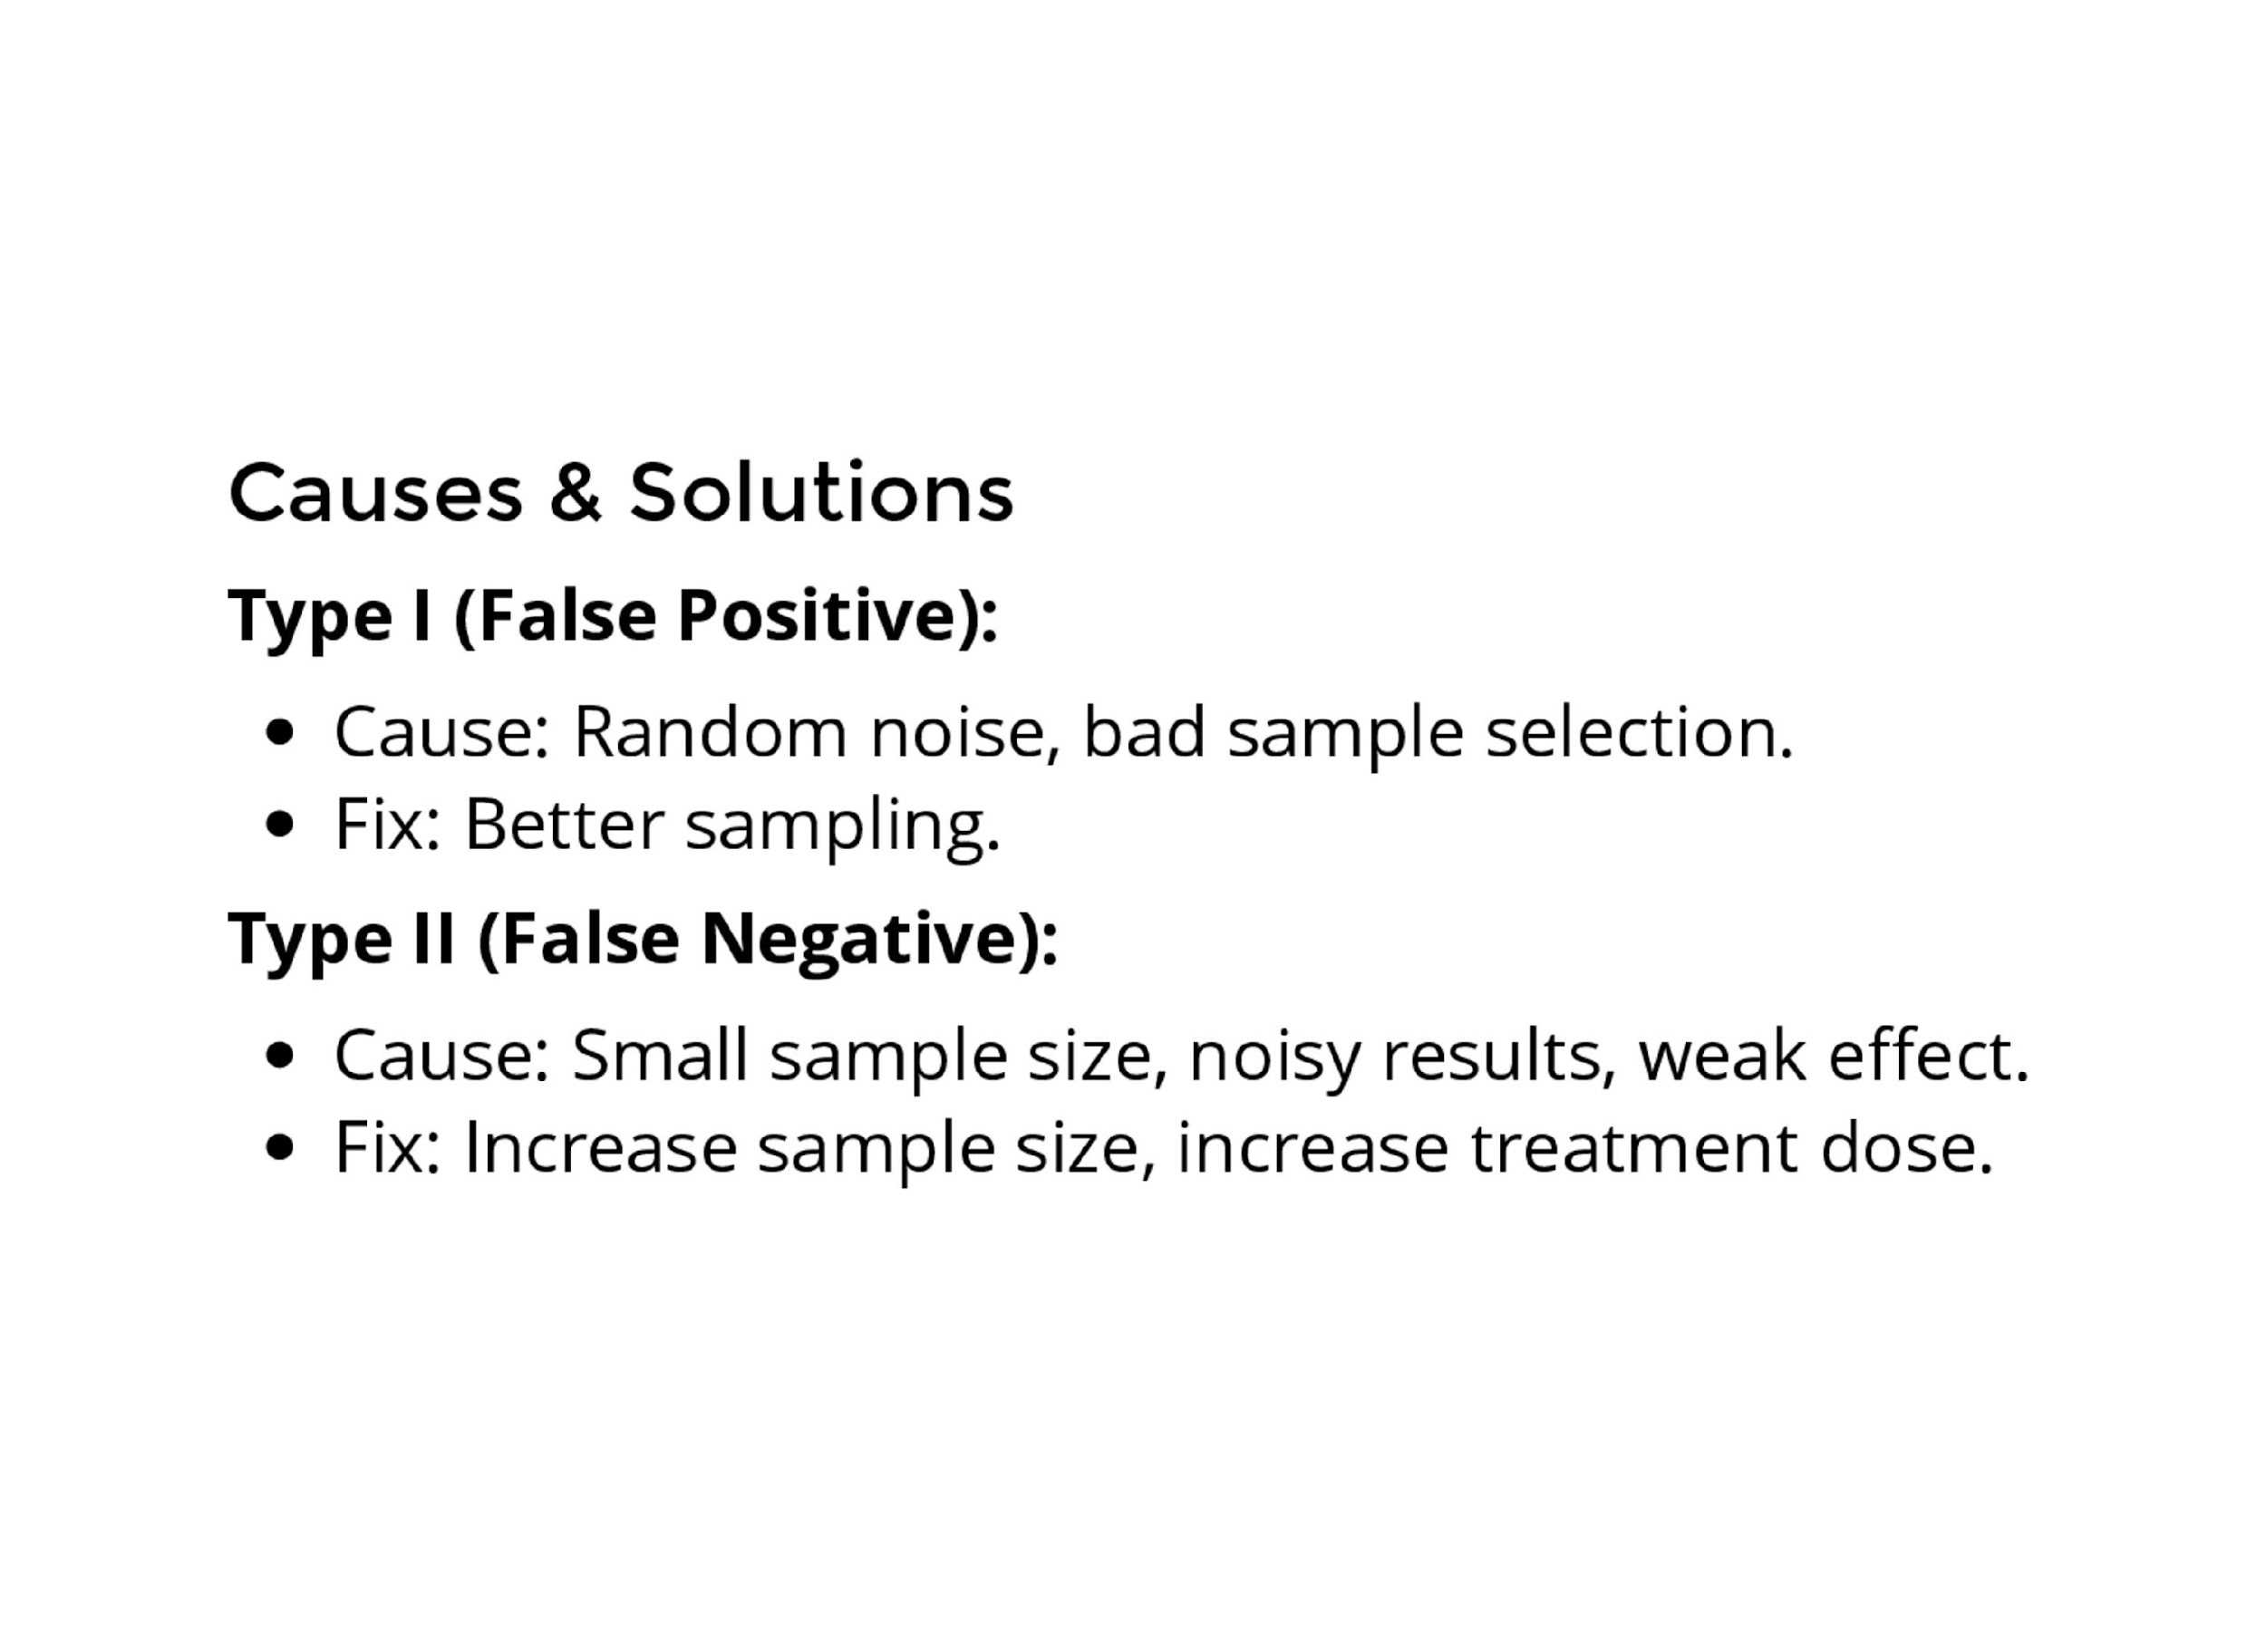 Causes & Solutions
Type I (False Positive):
• Cause: Random noise, bad sample selection.
• Fix: Better sampling.
Type II (False Negative):
• Cause: Small sample size, noisy results, weak effect.
• Fix: Increase sample size, increase treatment dose.